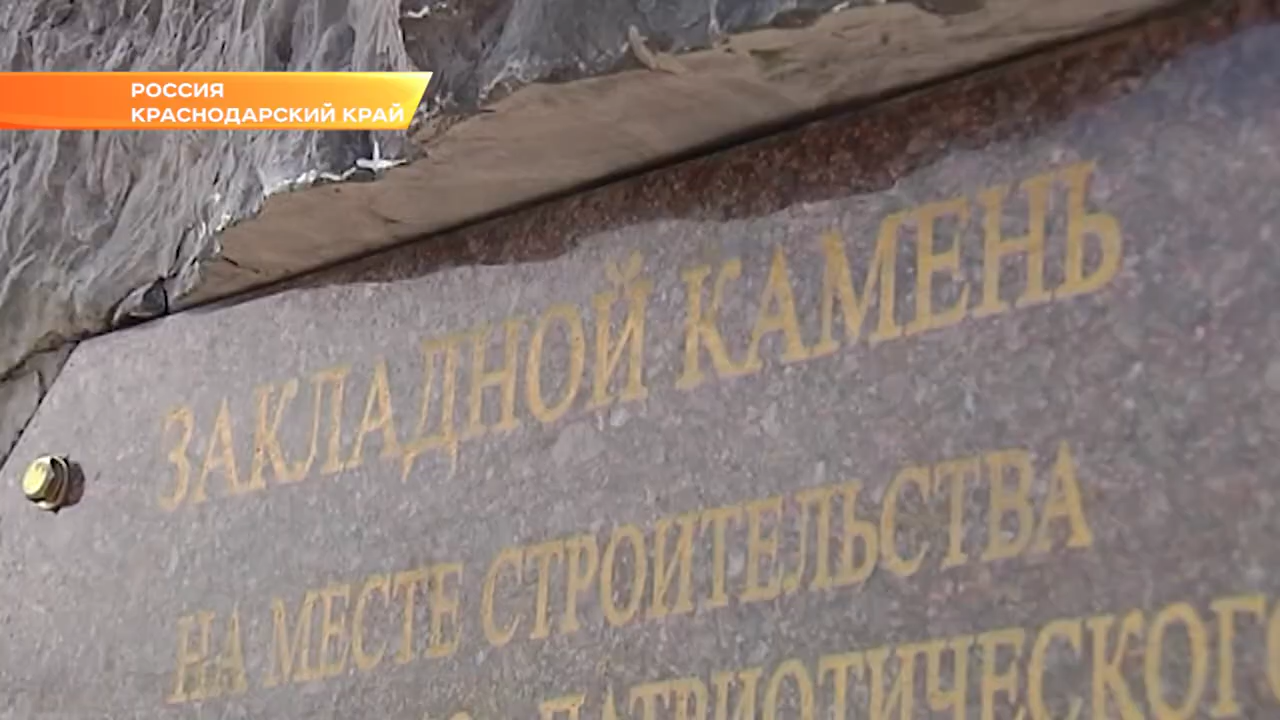 РОССИЯ
КРАСНОДАРСКИЙ КРАЙ
ЗАКЛАДНОЙ КАМЕНЬ
НА МЕСТЕ СТРОИТЕЛЬСТВА
ПАТРИОТИЧЕСКОГО